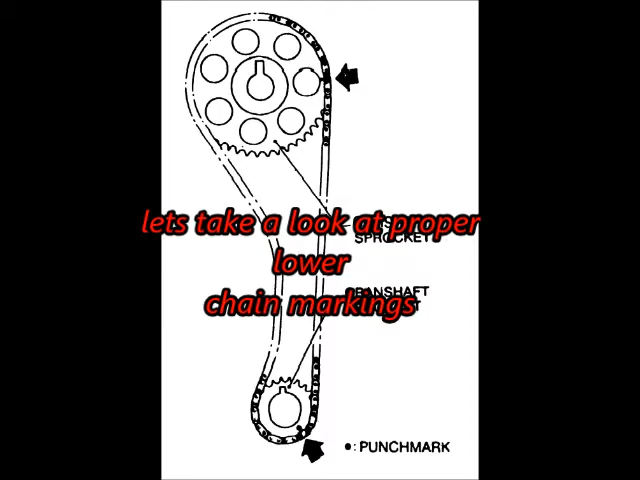 lets take a look at proper
SPROCKET
lower
chain markings
: PUNCHMARK